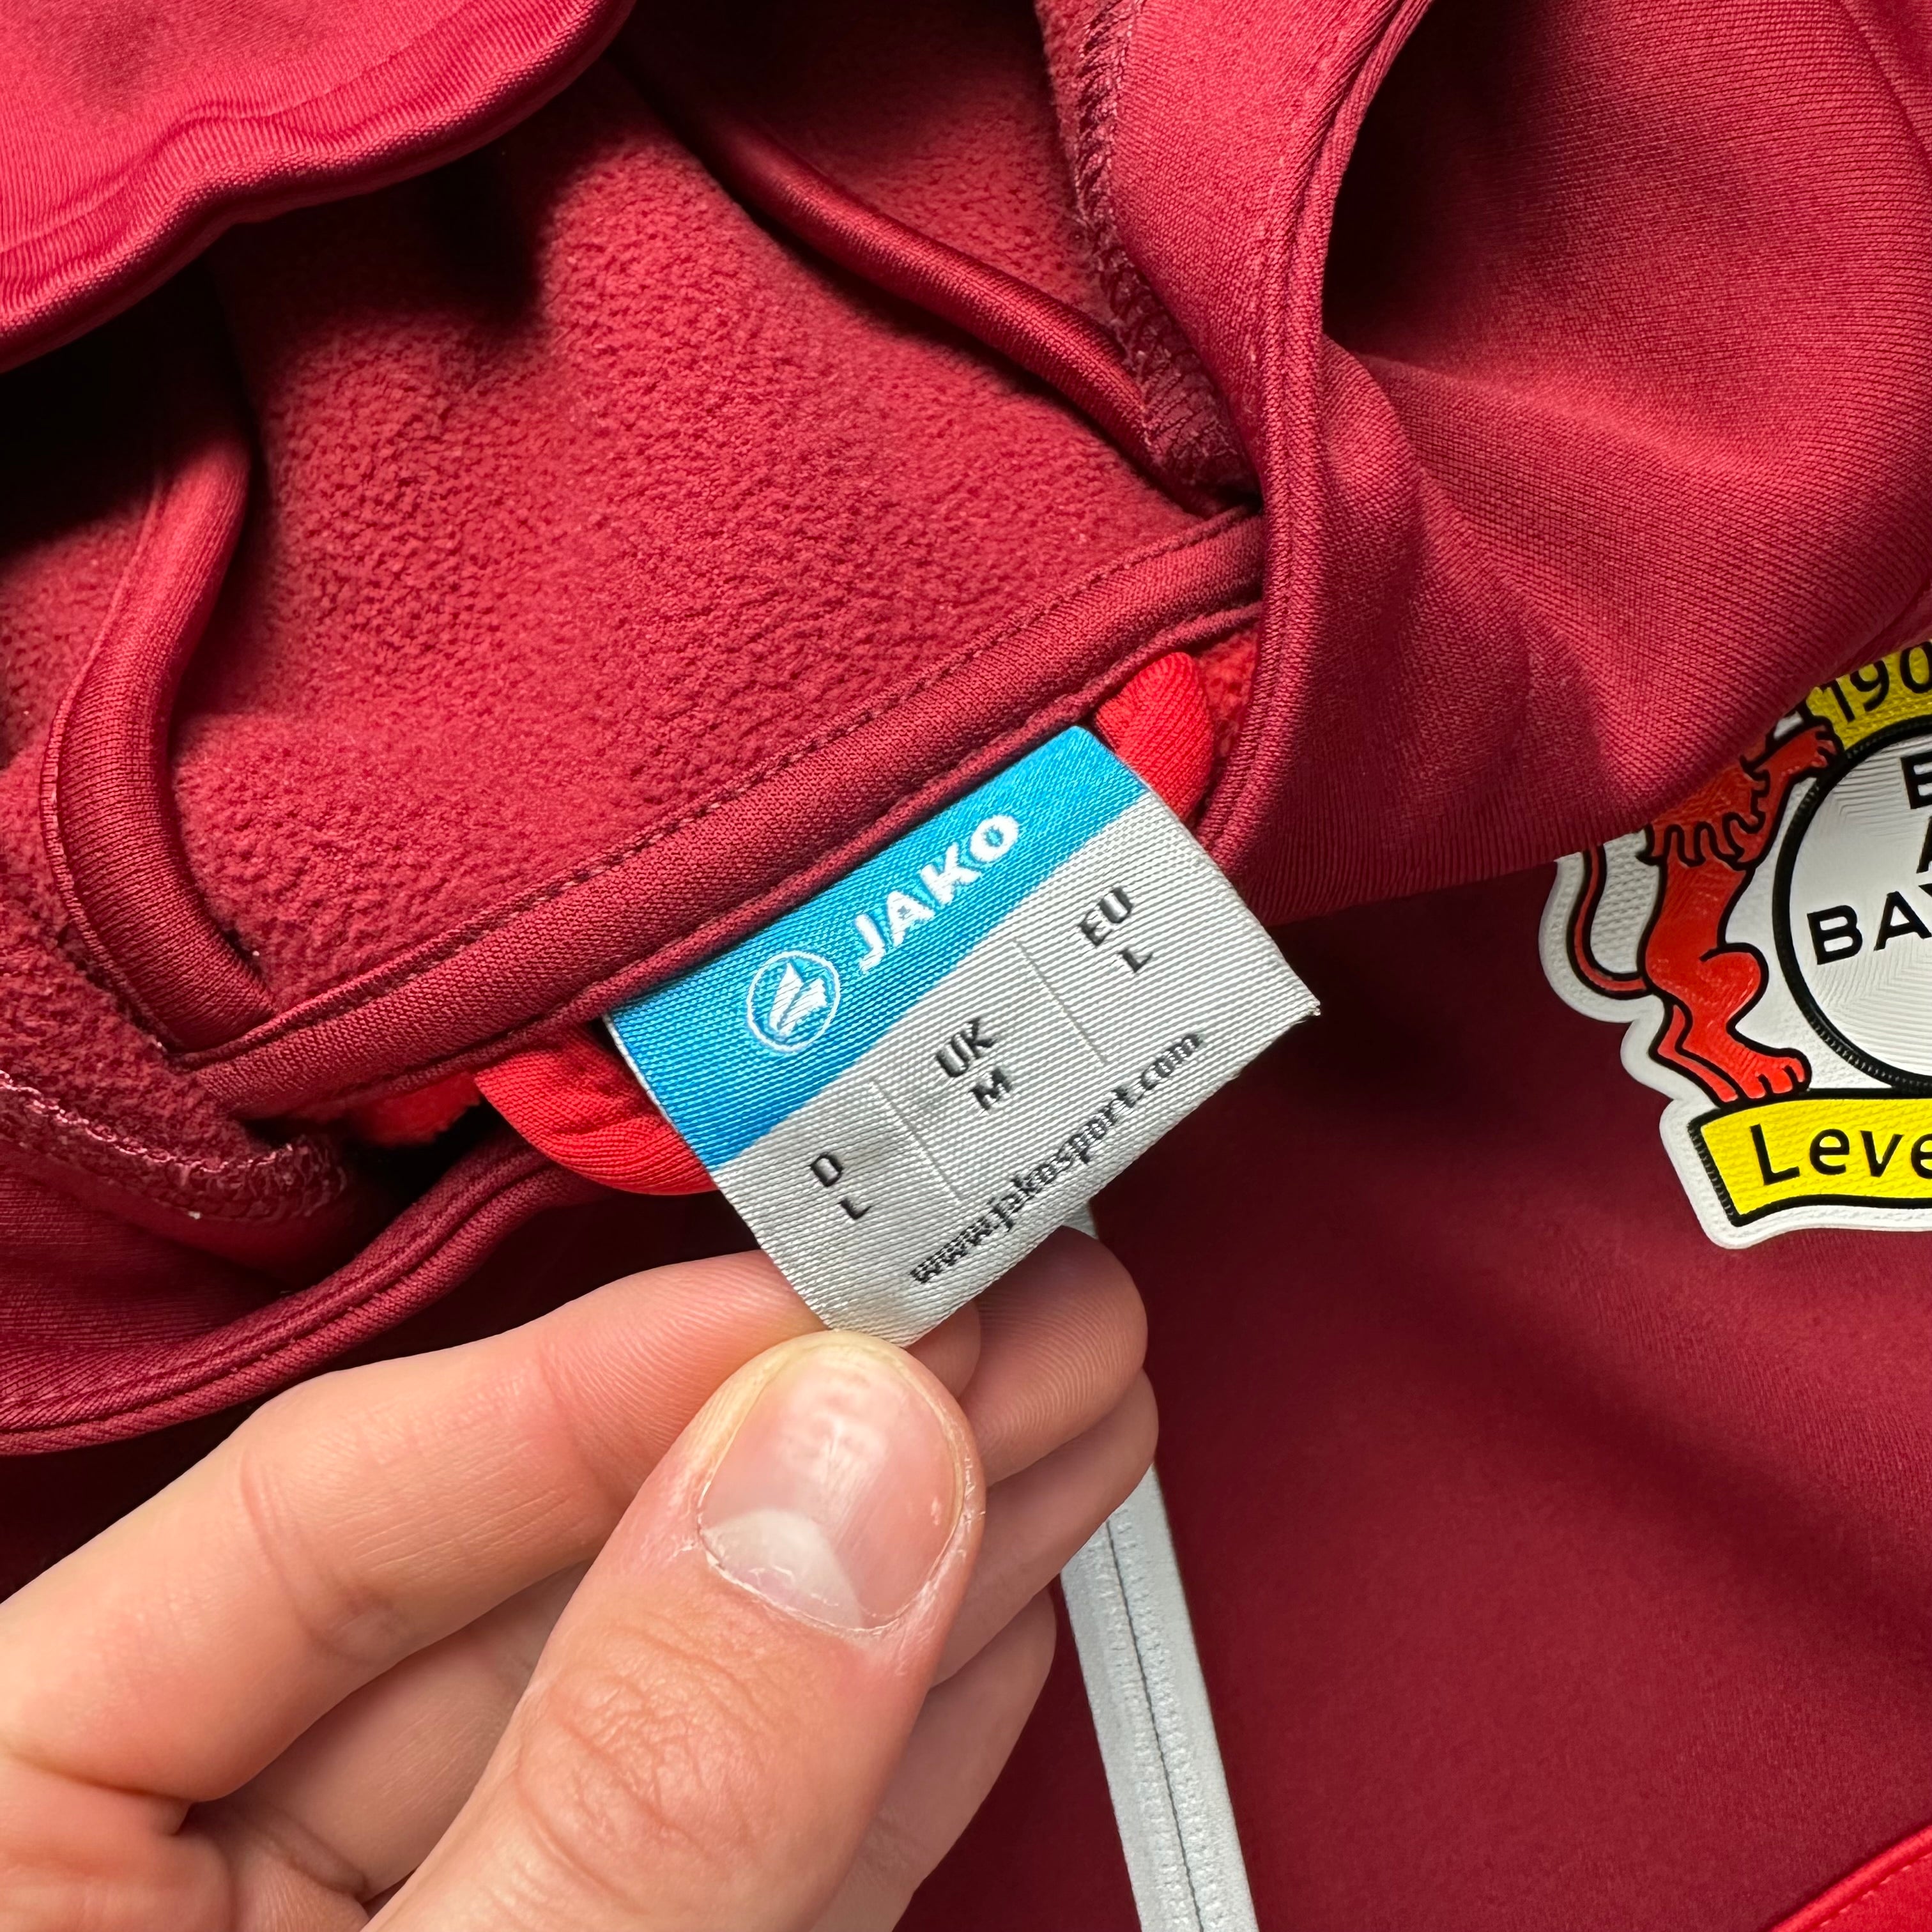 JAKO
D UK EU
L M L
www.jakosport.com
190
BA
Leve